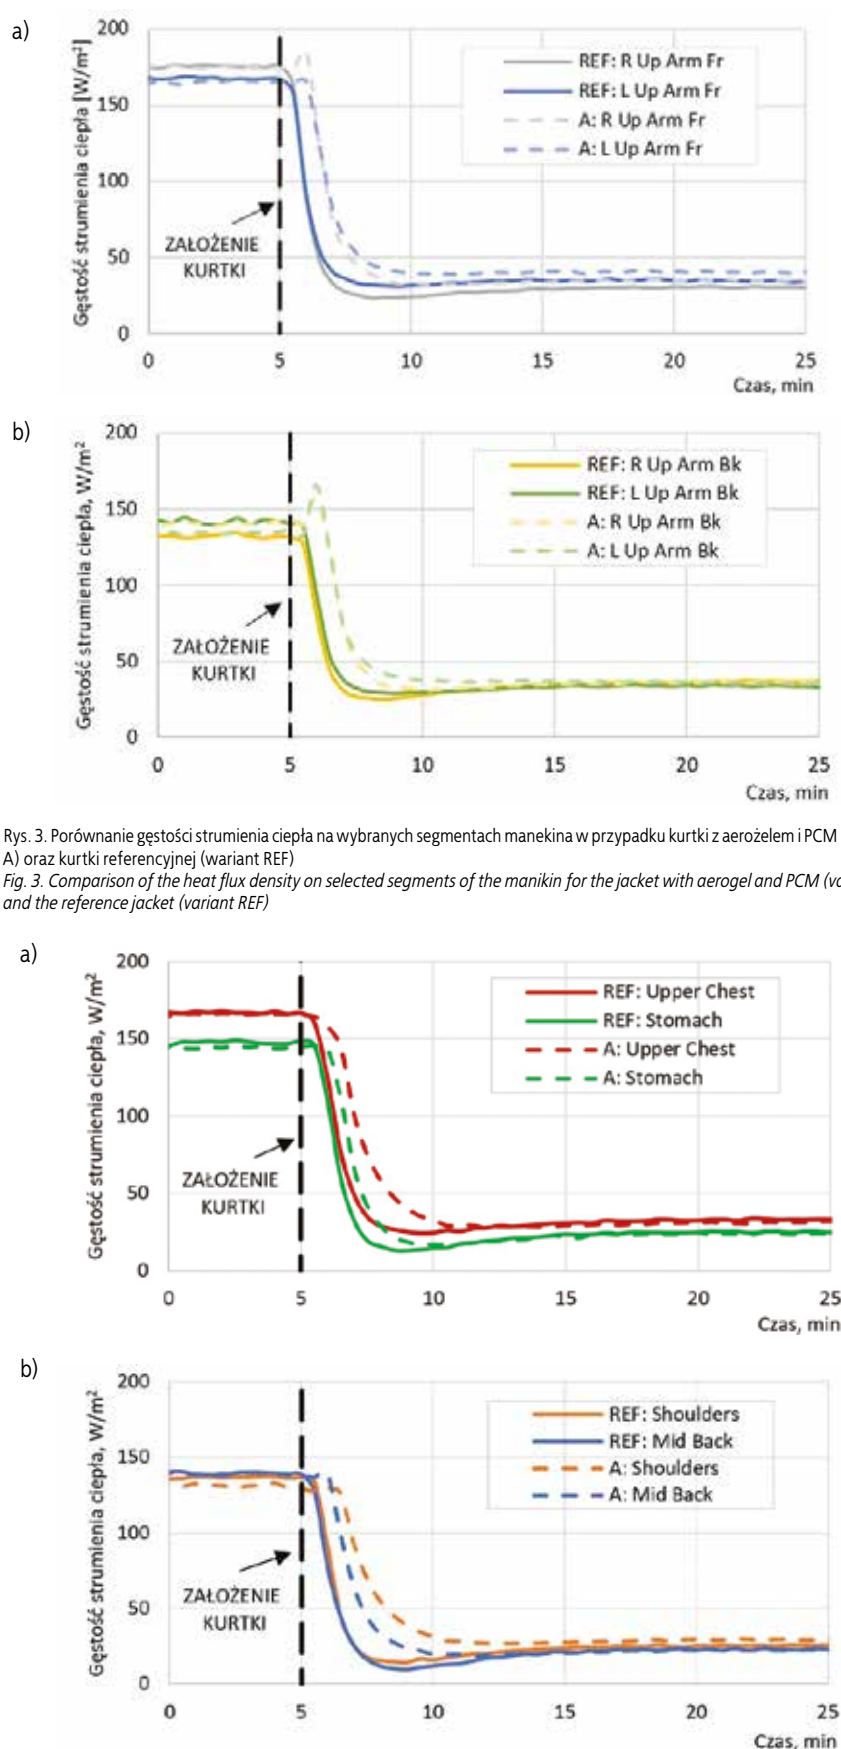 a)
Gęstość strumienia ciepła [W/m²]
200
150
100
50
0
REF: R Up Arm Fr
REF: L Up Arm Fr
A: R Up Arm Fr
A: L Up Arm Fr
ZAŁOŻENIE
KURTKI
0 5 10 15 20 25
Czas, min
b)
Gęstość strumienia ciepła, W/m²
200
150
100
50
0
REF: R Up Arm Bk
REF: L Up Arm Bk
A: R Up Arm Bk
A: L Up Arm Bk
ZAŁOŻENIE
KURTKI
0 5 10 15 20 25
Czas, min
Rys. 3. Porównanie gęstości strumienia ciepła na wybranych segmentach manekina w przypadku kurtki z aerożelem i PCM
A) oraz kurtki referencyjnej (wariant REF)
Fig. 3. Comparison of the heat flux density on selected segments of the manikin for the jacket with aerogel and PCM (va
and the reference jacket (variant REF)
a)
Gęstość strumienia ciepła, W/m²
200
150
100
50
0
REF: Upper Chest
REF: Stomach
A: Upper Chest
A: Stomach
ZAŁOŻENIE
KURTKI
0 5 10 15 20 25
Czas, min
b)
Gęstość strumienia ciepła, W/m²
200
150
100
50
0
REF: Shoulders
REF: Mid Back
A: Shoulders
A: Mid Back
ZAŁOŻENIE
KURTKI
0 5 10 15 20 25
Czas, min